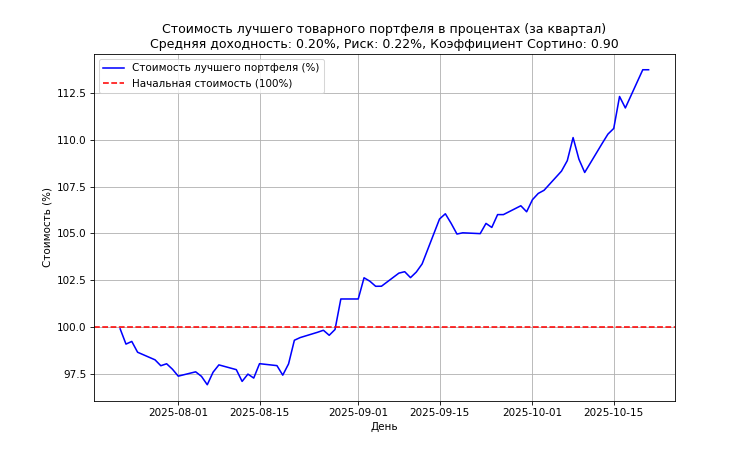 Стоимость лучшего товарного портфеля в процентах (за квартал)
Средняя доходность: 0.20%, Риск: 0.22%, Коэффициент Сортино: 0.90
Стоимость лучшего портфеля (%)
Начальная стоимость (100%)
Стоимость (%)
112.5
110.0
107.5
105.0
102.5
100.0
97.5
2025-08-01 2025-08-15 2025-09-01 2025-09-15 2025-10-01 2025-10-15
День